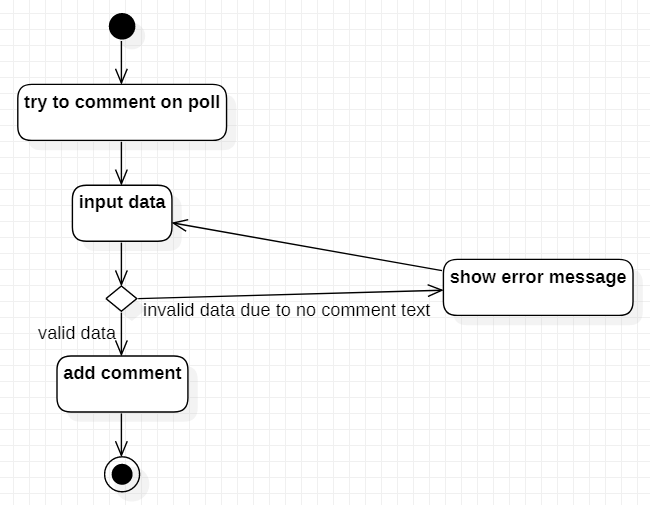 try to comment on poll
input data
show error message
invalid data due to no comment text
valid data
add comment